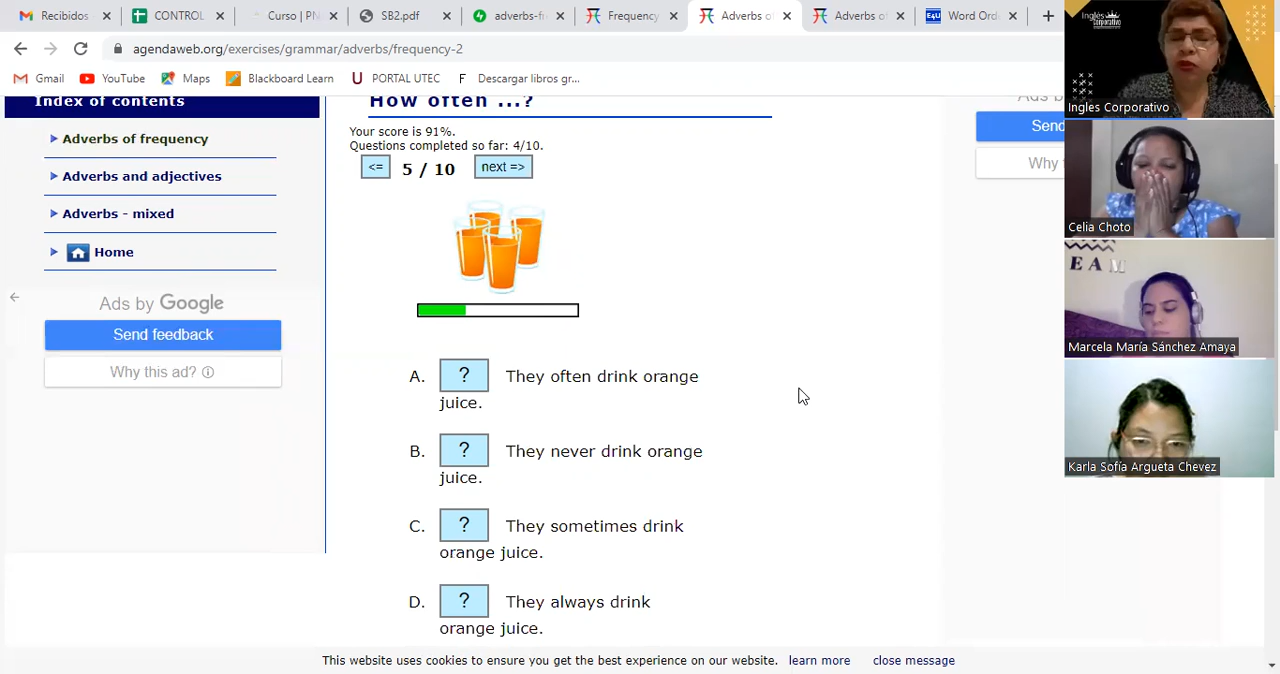 Recibidos
CONTROL
Curso | PN
SB2.pdf
adverbs-f
Frequency
Adverbs o
Adverbs o
Word Ord
agendaweb.org/exercises/grammar/adverbs/frequency-2
Gmail
YouTube
Maps
Blackboard Learn
PORTAL UTEC
Descargar libros gr...
Index of contents
Adverbs of frequency
Adverbs and adjectives
Adverbs - mixed
Home
Ads by Google
Send feedback
Why this ad?
How often ...?
Your score is 91%.
Questions completed so far: 4/10.
<= 5 / 10 next =>
A. ? They often drink orange
juice.
B. ? They never drink orange
juice.
C. ? They sometimes drink
orange juice.
D. ? They always drink
orange juice.
Ads b
Send
Why t
This website uses cookies to ensure you get the best experience on our website. learn more close message
Inglés
Corporativo
Ingles Corporativo
Celia Choto
E A M
Marcela María Sánchez Amaya
Karla Sofía Argueta Chevez